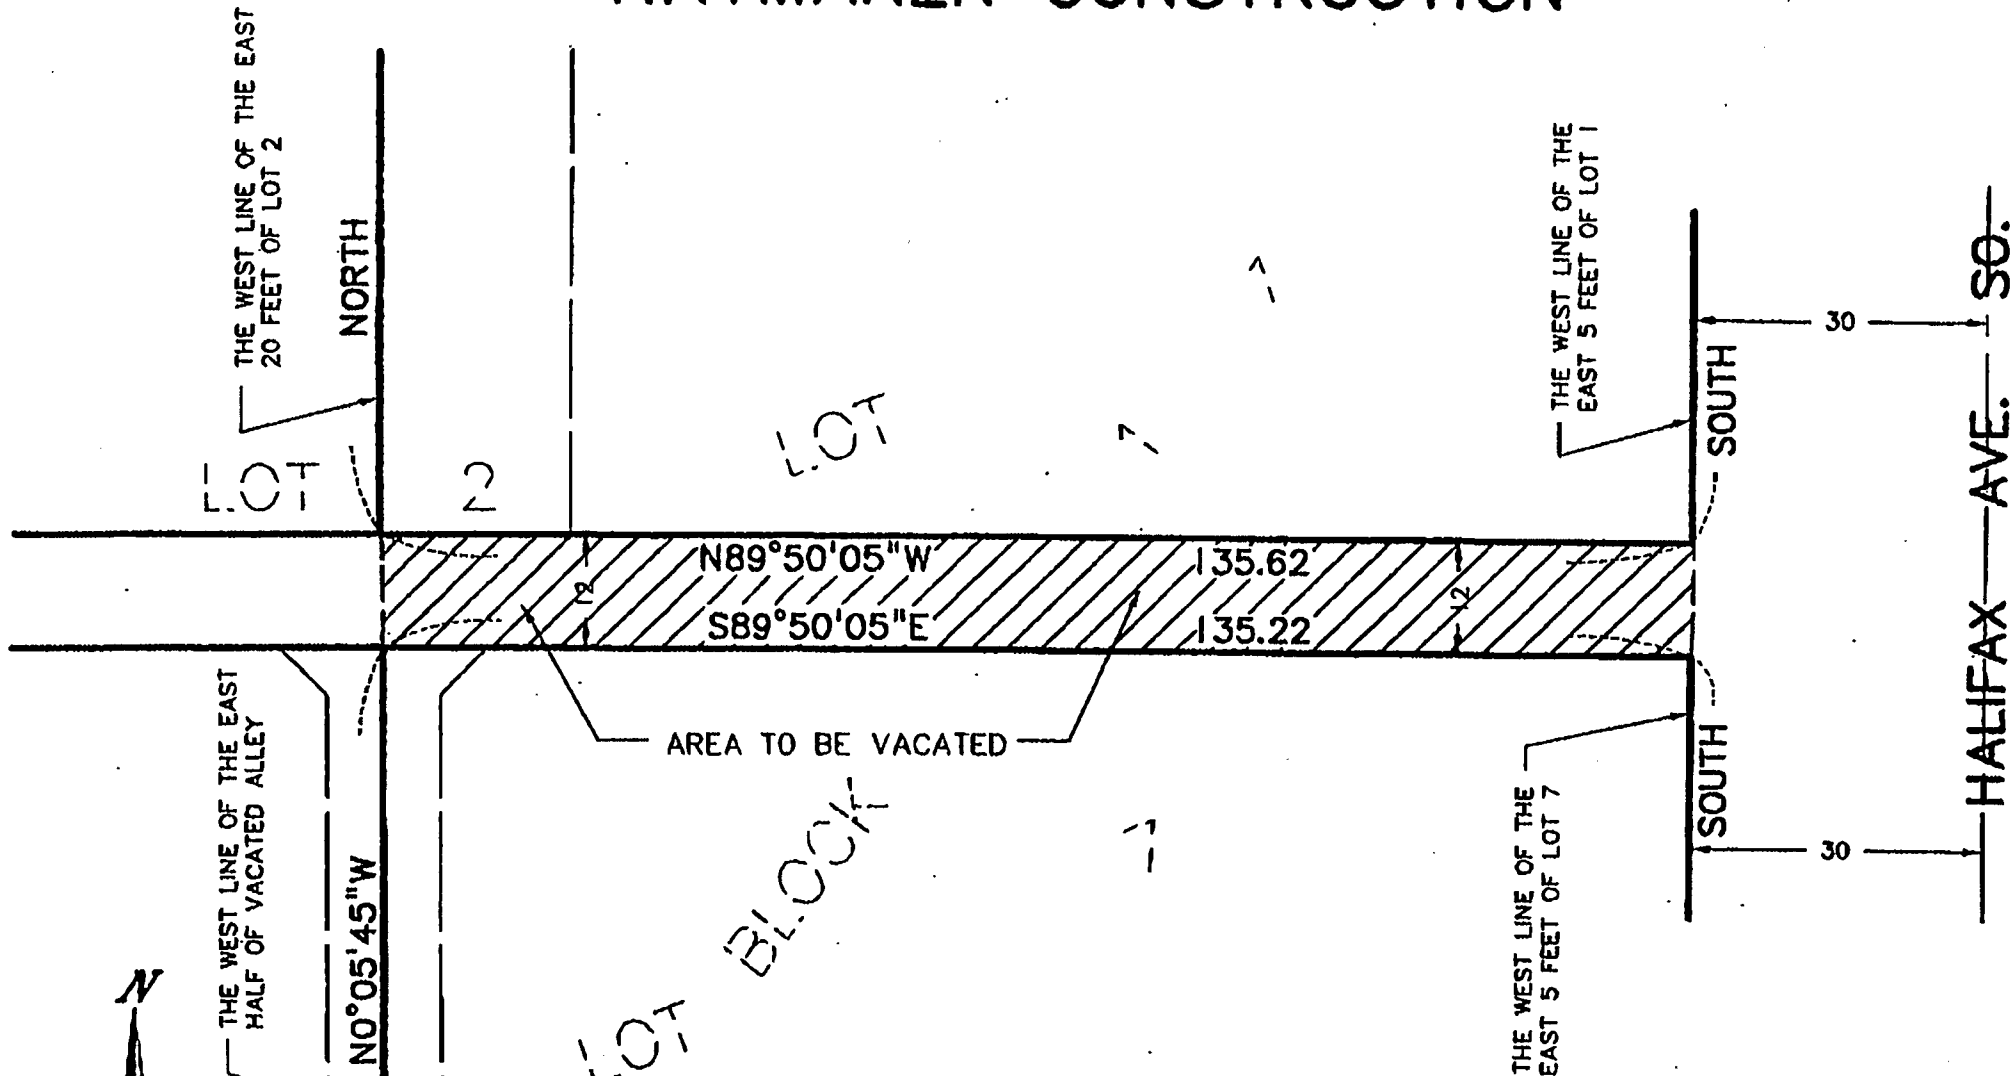 CONSTRUCTION
THE WEST LINE OF THE EAST
20 FEET OF LOT 2
NORTH
THE WEST LINE OF THE
EAST 5 FEET OF LOT 1
30
SOUTH
HALIFAX AVE. SO.
LOT 2
LOT
N89°50'05"W 135.62
12
12
S89°50'05"E 135.22
AREA TO BE VACATED
THE WEST LINE OF THE EAST
HALF OF VACATED ALLEY
N0°05'45"W
BLOCK
LOT
THE WEST LINE OF THE
EAST 5 FEET OF LOT 7
SOUTH
30
N